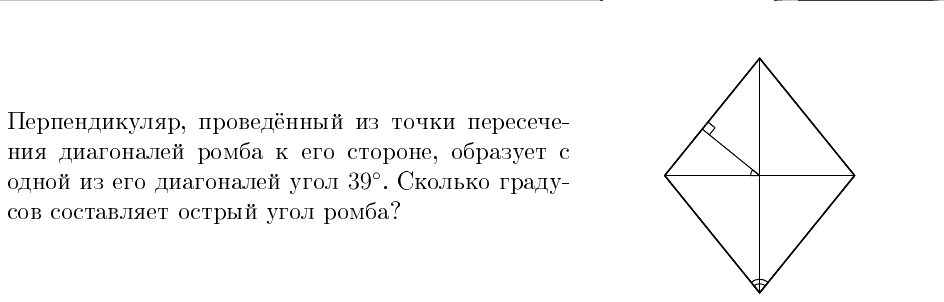 Перпендикуляр, проведённый из точки пересече-
ния диагоналей ромба к его стороне, образует с
одной из его диагоналей угол 39°. Сколько граду-
сов составляет острый угол ромба?